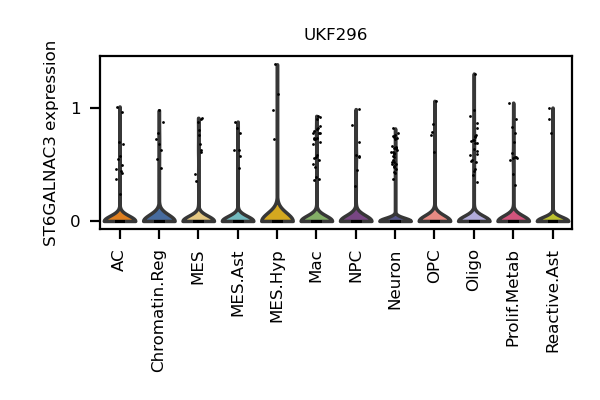 UKF296
ST6GALNAC3 expression
1
0
AC
Chromatin.Reg
MES
MES.Ast
MES.Hyp
Mac
NPC
Neuron
OPC
Oligo
Prolif.Metab
Reactive.Ast